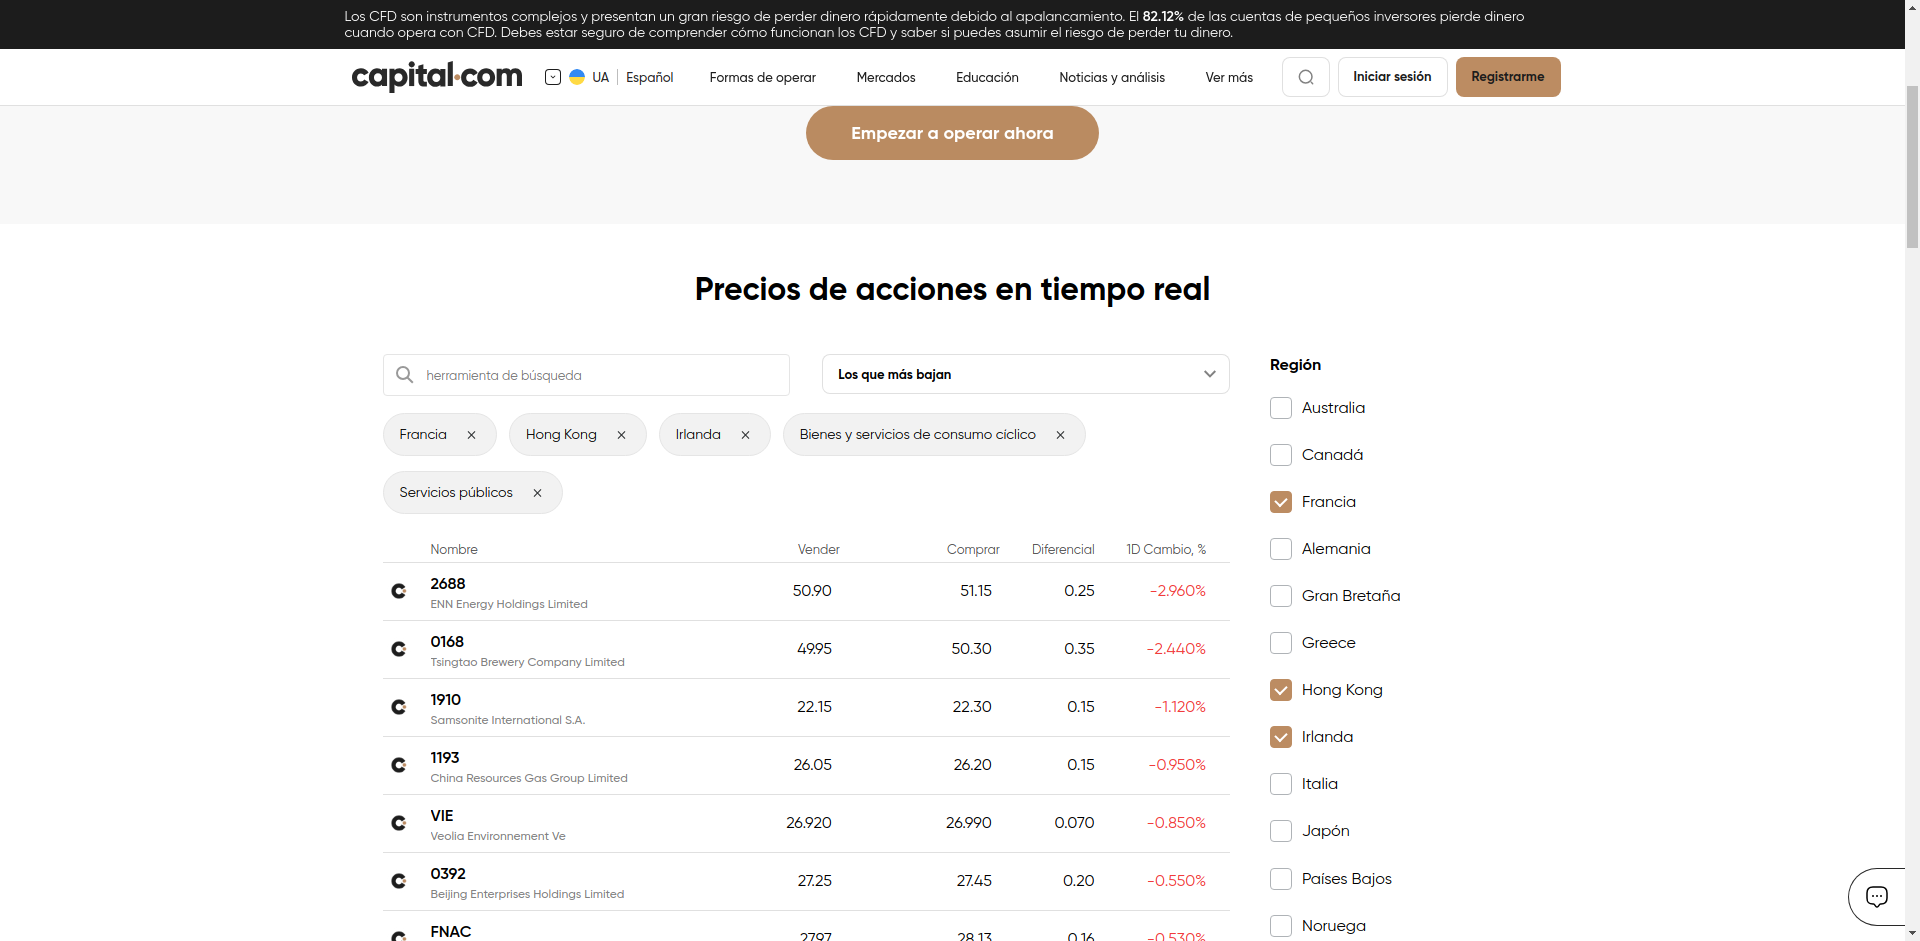 Los CFD son instrumentos complejos y presentan un gran riesgo de perder dinero rápidamente debido al apalancamiento. El 82.12% de las cuentas de pequeños inversores pierde dinero
cuando opera con CFD. Debes estar seguro de comprender cómo funcionan los CFD y saber si puedes asumir el riesgo de perder tu dinero.
capital.com UA Español Formas de operar Mercados Educación Noticias y análisis Ver más Iniciar sesión Registrarme
Empezar a operar ahora
Precios de acciones en tiempo real
herramienta de búsqueda
Los que más bajan
Francia
Hong Kong
Irlanda
Bienes y servicios de consumo cíclico
Servicios públicos
Nombre Vender Comprar Diferencial 1D Cambio, %
2688 50.90 51.15 0.25 -2.960%
ENN Energy Holdings Limited
0168 49.95 50.30 0.35 -2.440%
Tsingtao Brewery Company Limited
1910 22.15 22.30 0.15 -1.120%
Samsonite International S.A.
1193 26.05 26.20 0.15 -0.950%
China Resources Gas Group Limited
VIE 26.920 26.990 0.070 -0.850%
Veolia Environnement Ve
0392 27.25 27.45 0.20 -0.550%
Beijing Enterprises Holdings Limited
FNAC 27.97 28.13 0.16 -0.530%
Región
Australia
Canadá
Francia
Alemania
Gran Bretaña
Greece
Hong Kong
Irlanda
Italia
Japón
Países Bajos
Noruega